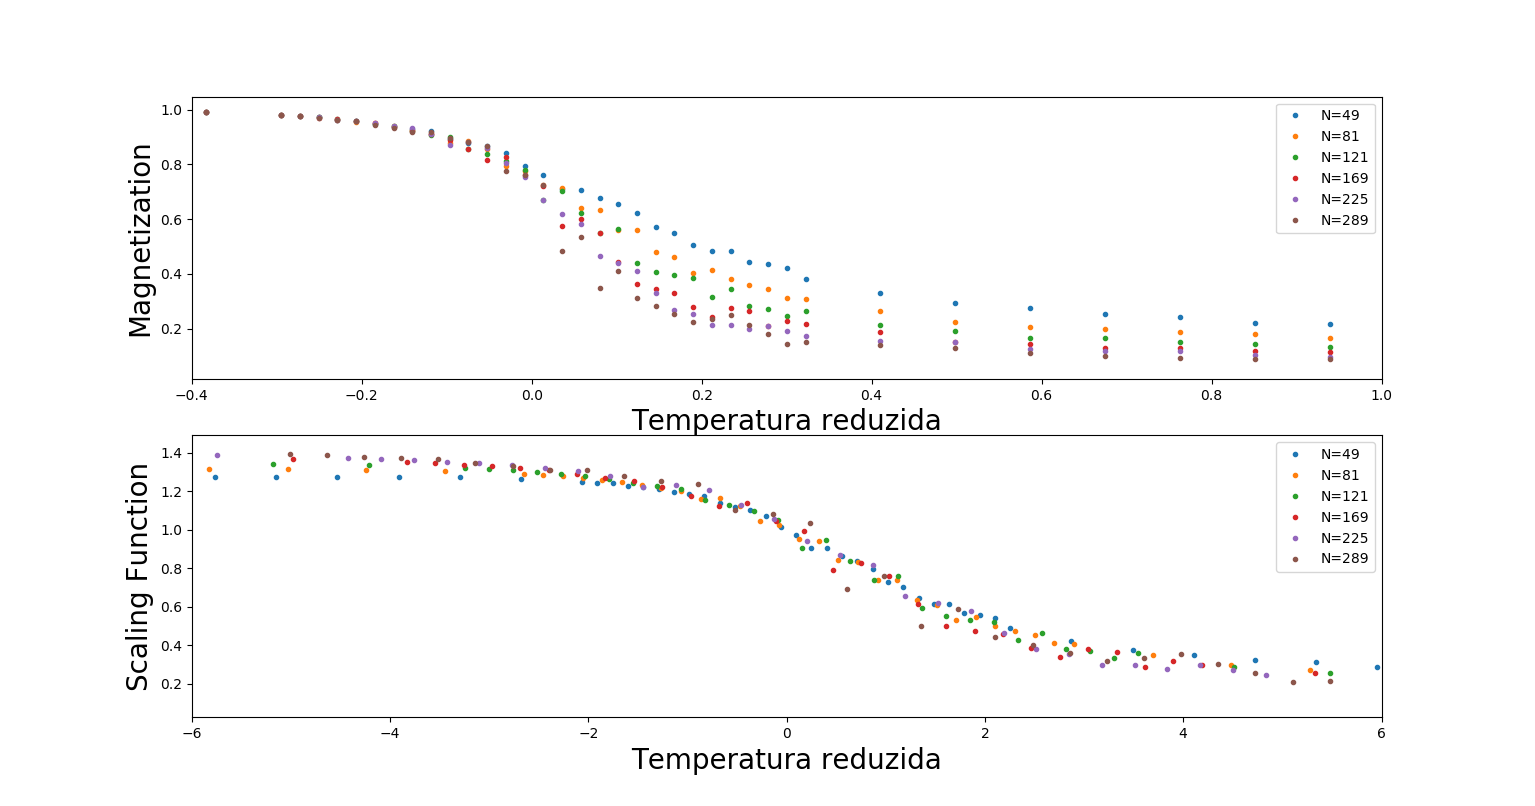 Magnetization
1.0
0.8
0.6
0.4
0.2
N=49
N=81
N=121
N=169
N=225
N=289
−0.4 −0.2 0.0 0.2 0.4 0.6 0.8 1.0
Temperatura reduzida
Scaling Function
1.4
1.2
1.0
0.8
0.6
0.4
0.2
N=49
N=81
N=121
N=169
N=225
N=289
−6 −4 −2 0 2 4 6
Temperatura reduzida